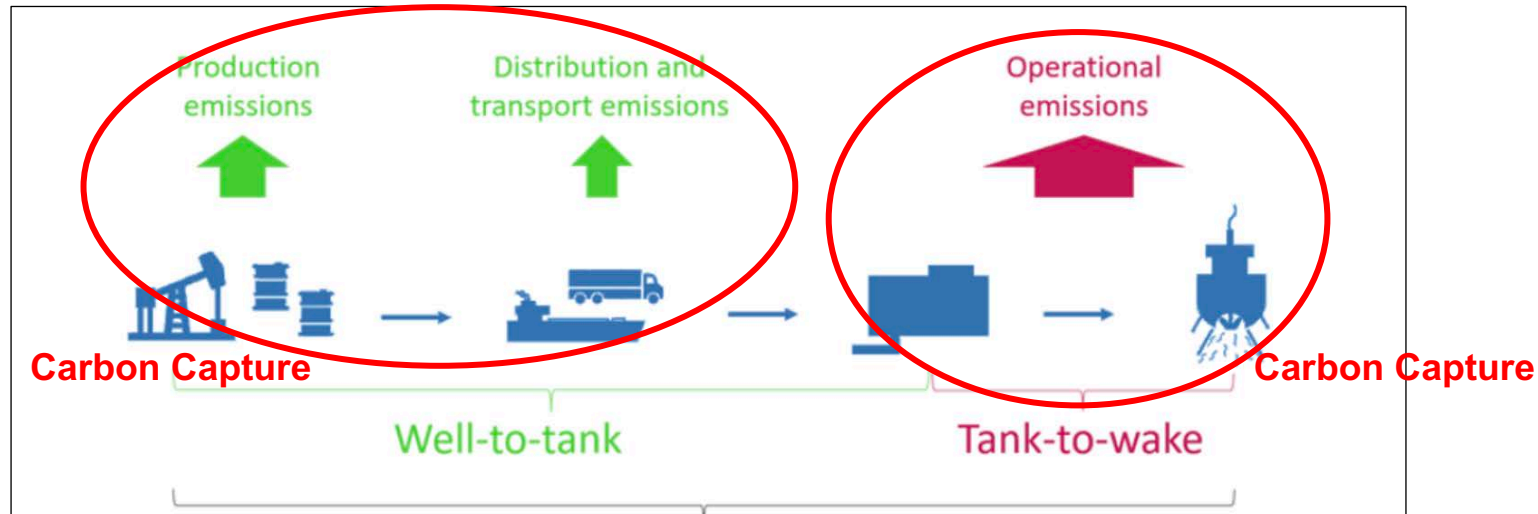 Production
emissions
Distribution and
transport emissions
Operational
emissions
Carbon Capture
Carbon Capture
Well-to-tank
Tank-to-wake